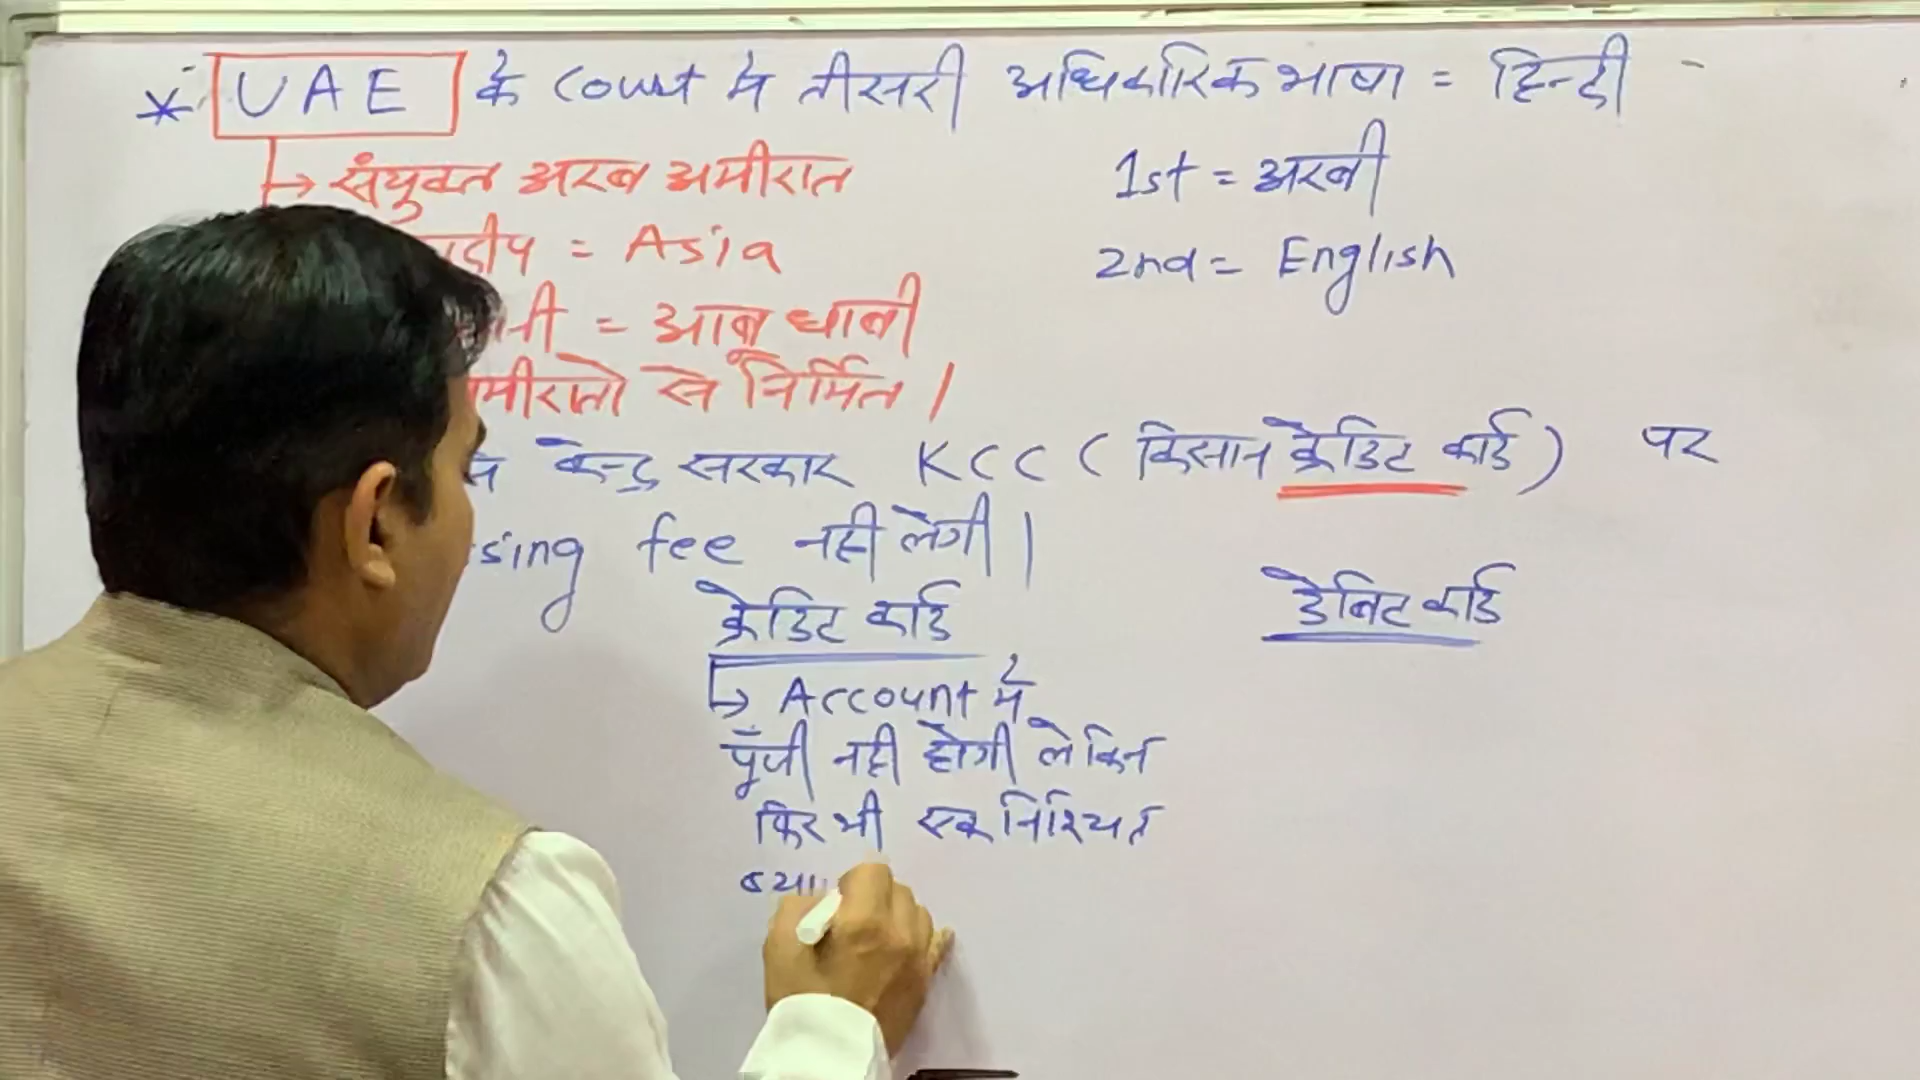 * UAE के Court मे तीसरी अधिकारिक भाषा = हिन्दी
→ संयुक्त अरब अमीरात
1st = अरबी
= Asia
2nd = English
= आबू धाबी
से निर्मित।
केन्द्र सरकार KCC ( किसान क्रेडिट कार्ड ) पर
sing fee नही लेगी।
क्रेडिट कार्ड
डेबिट कार्ड
→ Account मे
पूँजी नही होगी लेकिन
फिर भी एक निश्चित
ब्या